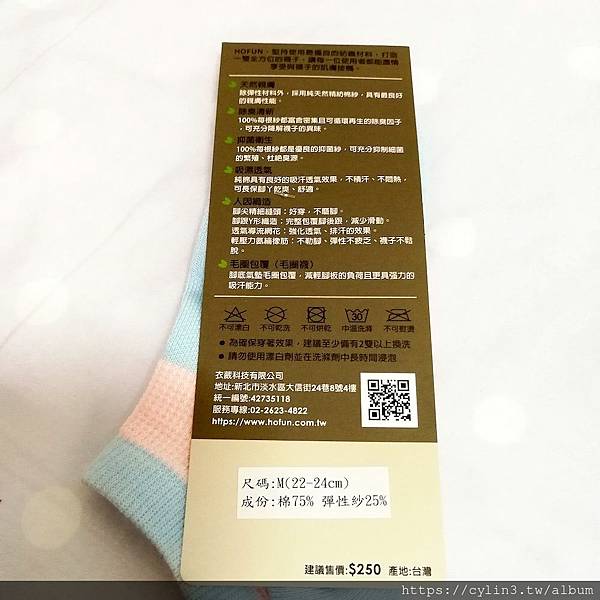 HOFUN，堅持使用最優良的紡織材料，打造
一雙全方位的襪子，讓每一位使用者都能盡情
享受與襪子的肌膚接觸。
天然親膚
除彈性材料外，採用純天然精紡棉紗，具有最良好
的親膚性能。
除臭清新
100%每根紗都富含密集且可循環再生的除臭因子
，可充分降解襪子的異味。
抑菌衛生
100%每根紗都是優良的抑菌紗，可充分抑制細菌
的繁殖、杜絕臭源。
吸濕透氣
純棉具有良好的吸汗透氣效果，不積汗、不悶熱，
可長保腳丫乾爽、舒適。
人因織造
腳尖精細縫頭：好穿，不磨腳。
腳跟Y形織造：完整包覆腳後跟，減少滑動。
透氣導流網花：強化透氣、排汗的效果。
輕壓力氨綸橡筋：不勒腳、彈性不疲乏、襪子不鬆
脫。
毛圈包覆（毛圈襪）
腳底氣墊毛圈包覆，減輕腳板的負荷且更具強力的
吸汗能力。
30
不可漂白 不可乾洗 不可烘乾 中溫洗滌 不可熨燙
● 為確保穿著效果，建議至少備有2雙以上換洗
● 請勿使用漂白劑並在洗滌劑中長時間浸泡
衣葳科技有限公司
地址:新北市淡水區大信街24巷8號4樓
統一編號:42735118
服務專線:02-2623-4822
https://www.hofun.com.tw
尺碼:M(22-24cm)
成份:棉75% 彈性紗25%
建議售價:$250 產地:台灣
https://cylin3.tw/album